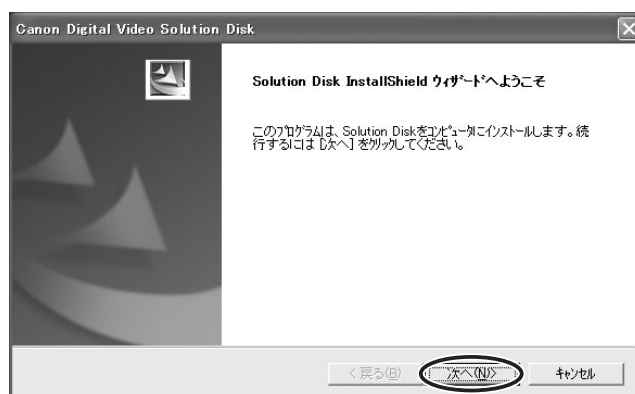 Canon Digital Video Solution Disk
Solution Disk InstallShield ウィザードへようこそ
このプログラムは、Solution Diskをコンピュータにインストールします。続
行するには [次へ] をクリックしてください。
< 戻る(B)
次へ(N)>
キャンセル